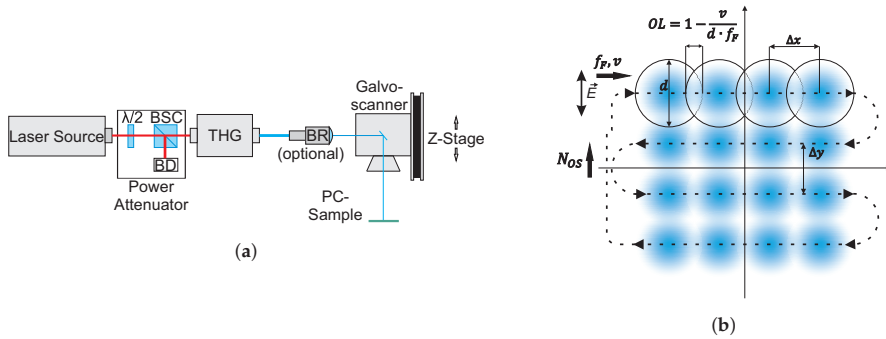 Laser Source
λ/2 BSC
BD
Power
Attenuator
THG
BR
(optional)
Galvo-
scanner
Z-Stage
PC-
Sample
(a)
OL = 1 - v / d · f_F
Δx
f_F, v
E⃗
d
N_OS
Δy
(b)